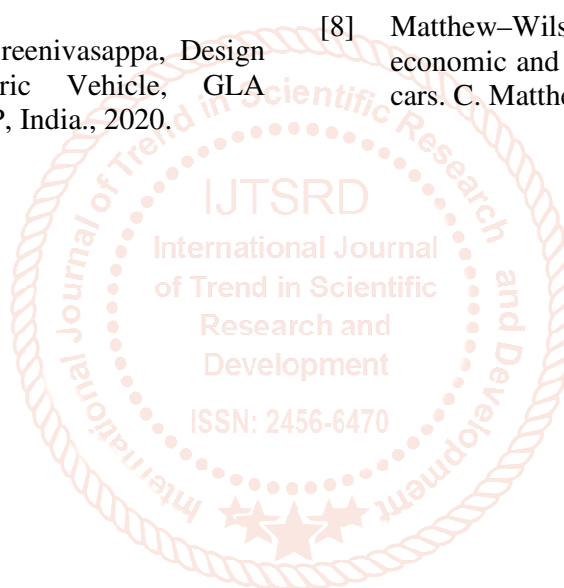 reenivasappa, Design
ric Vehicle, GLA
P, India., 2020.
[8] Matthew–Wils
economic and
cars. C. Matthe
International Journal of Trend in Scientific Research and Development
IJTSRD
International Journal
of Trend in Scientific
Research and
Development
ISSN: 2456-6470